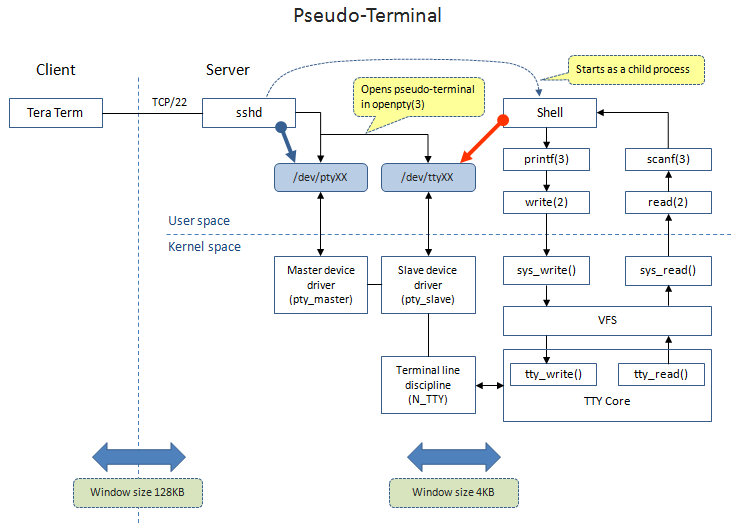 Pseudo-Terminal
Client
Server
Starts as a child process
Opens pseudo-terminal
in openpty(3)
Tera Term
TCP/22
sshd
Shell
printf(3)
scanf(3)
/dev/ptyXX
/dev/ttyXX
write(2)
read(2)
User space
Kernel space
Master device
driver
(pty_master)
Slave device
driver
(pty_slave)
sys_write()
sys_read()
VFS
Terminal line
discipline
(N_TTY)
tty_write()
tty_read()
TTY Core
Window size 128KB
Window size 4KB